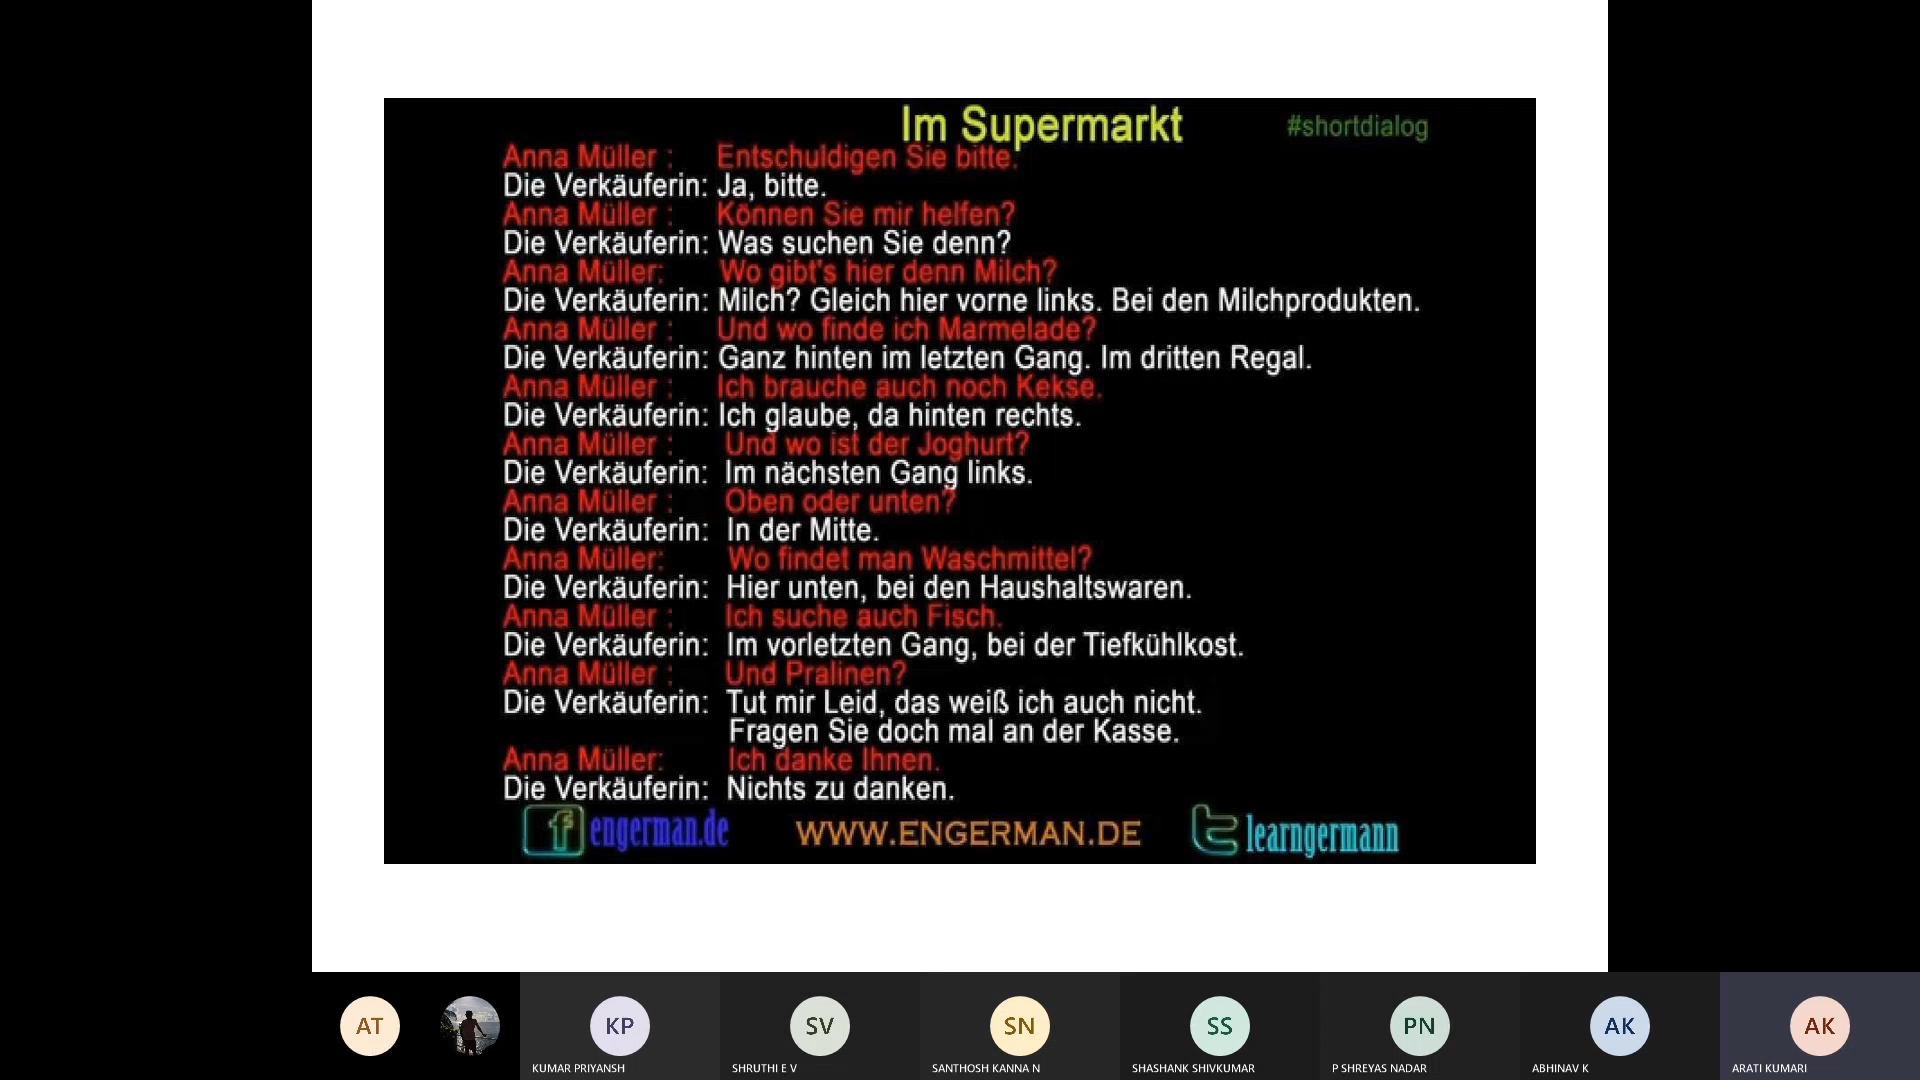 Im Supermarkt #shortdialog
Anna Müller : Entschuldigen Sie bitte.
Die Verkäuferin: Ja, bitte.
Anna Müller : Können Sie mir helfen?
Die Verkäuferin: Was suchen Sie denn?
Anna Müller: Wo gibt's hier denn Milch?
Die Verkäuferin: Milch? Gleich hier vorne links. Bei den Milchprodukten.
Anna Müller : Und wo finde ich Marmelade?
Die Verkäuferin: Ganz hinten im letzten Gang. Im dritten Regal.
Anna Müller : Ich brauche auch noch Kekse.
Die Verkäuferin: Ich glaube, da hinten rechts.
Anna Müller : Und wo ist der Joghurt?
Die Verkäuferin: Im nächsten Gang links.
Anna Müller : Oben oder unten?
Die Verkäuferin: In der Mitte.
Anna Müller: Wo findet man Waschmittel?
Die Verkäuferin: Hier unten, bei den Haushaltswaren.
Anna Müller : Ich suche auch Fisch.
Die Verkäuferin: Im vorletzten Gang, bei der Tiefkühlkost.
Anna Müller : Und Pralinen?
Die Verkäuferin: Tut mir Leid, das weiß ich auch nicht.
Fragen Sie doch mal an der Kasse.
Anna Müller: Ich danke Ihnen.
Die Verkäuferin: Nichts zu danken.
f engerman.de WWW.ENGERMAN.DE t learngermann
AT KP SV SN SS PN AK AK
KUMAR PRIYANSH SHRUTHI E V SANTHOSH KANNA N SHASHANK SHIVKUMAR P SHREYAS NADAR ABHINAV K ARATI KUMARI